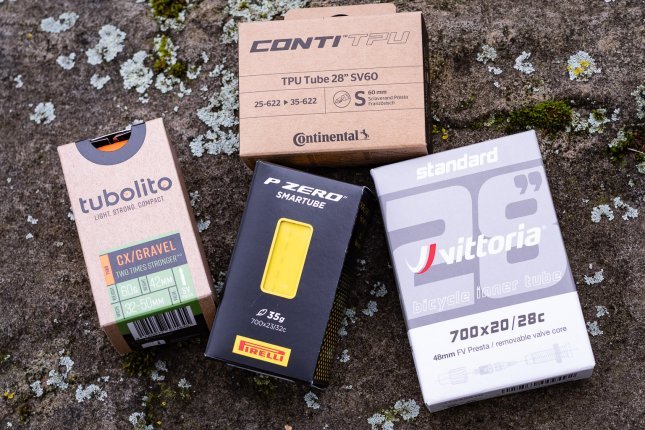 CONTI TPU
TPU Tube 28" SV60
25-622 → 35-622
S
60 mm
Sclaverand Presta
Französisch
Continental
tubolito
LIGHT STRONG COMPACT
CX/GRAVEL
TWO TIMES STRONGER
60g
42mm
32-50mm
P ZERO™
SMARTUBE
35g
700x23/32c
PIRELLI
standard
28”
vittoria
bicycle inner tube
700x20/28c
48mm FV Presta / removable valve core